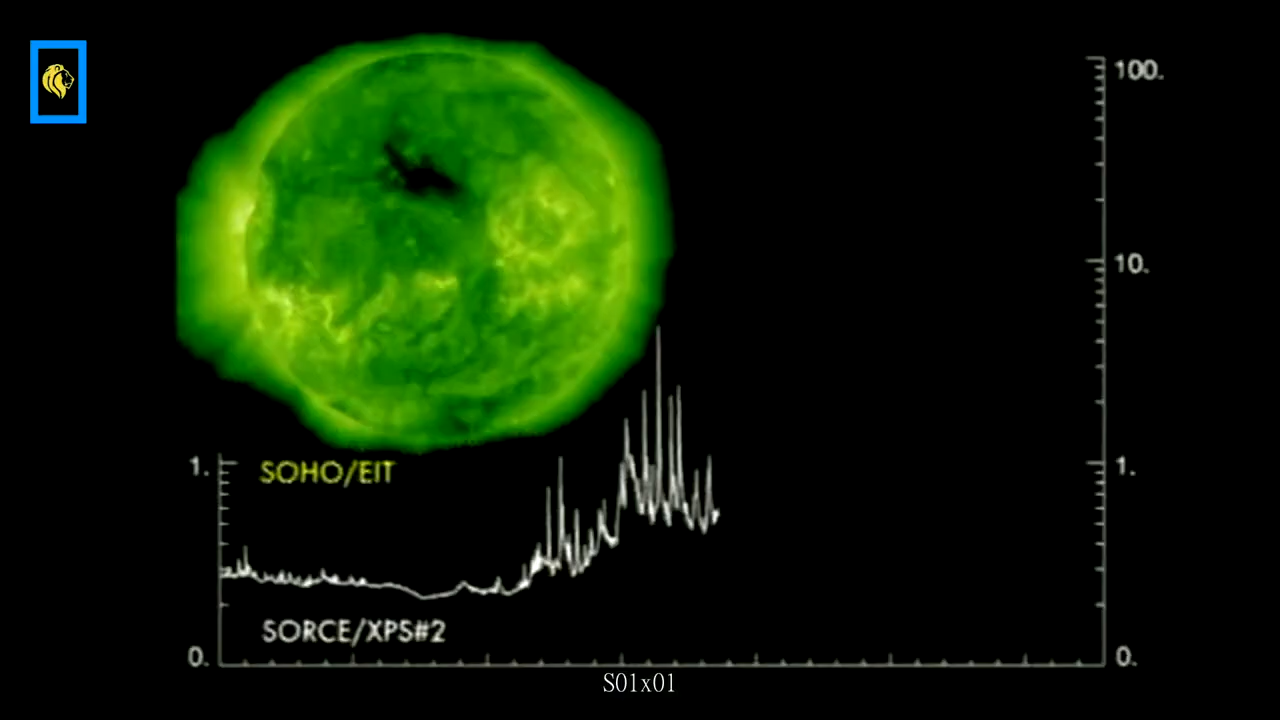 100.
10.
1. SOHO/EIT 1.
SORCE/XPS#2
0. 0.
S01x01